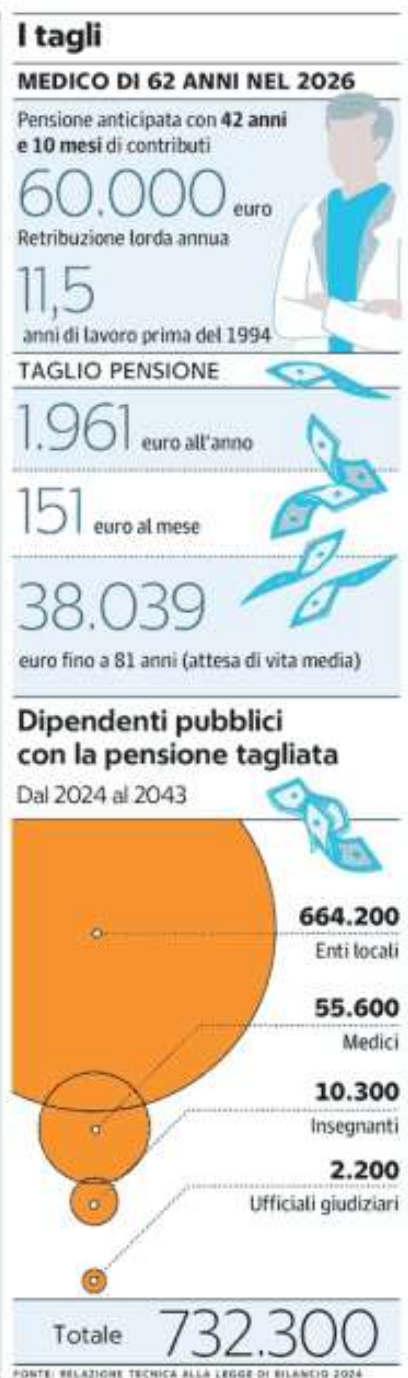 I tagli
MEDICO DI 62 ANNI NEL 2026
Pensione anticipata con 42 anni
e 10 mesi di contributi
60.000 euro
Retribuzione lorda annua
11,5
anni di lavoro prima del 1994
TAGLIO PENSIONE
1.961 euro all'anno
151 euro al mese
38.039
euro fino a 81 anni (attesa di vita media)
Dipendenti pubblici
con la pensione tagliata
Dal 2024 al 2043
664.200
Enti locali
55.600
Medici
10.300
Insegnanti
2.200
Ufficiali giudiziari
Totale 732.300
FONTE: RELAZIONE TECNICA ALLA LEGGE DI BILANCIO 2024